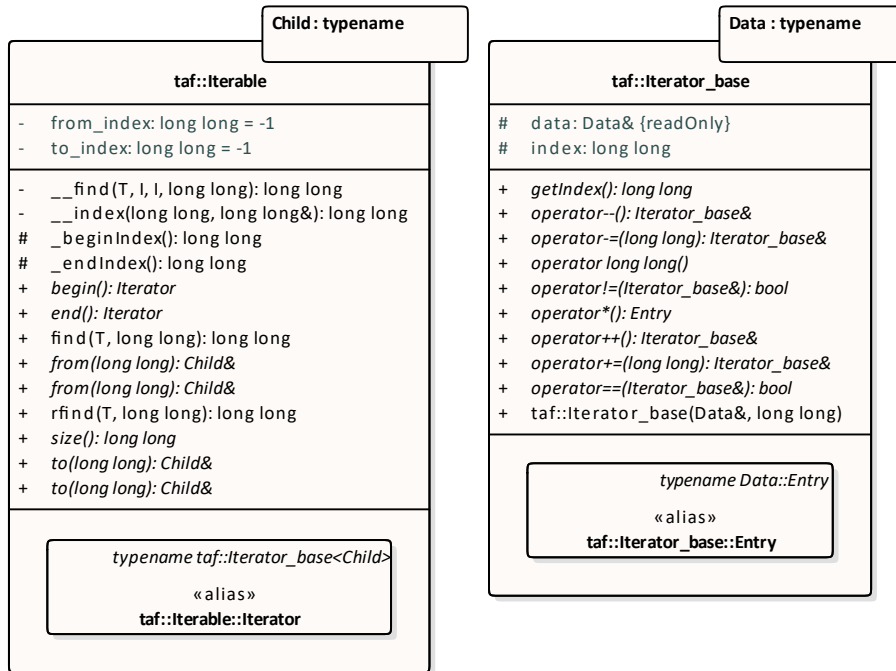 Child : typename
taf::Iterable
- from_index: long long = -1
- to_index: long long = -1
- __find(T, I, I, long long): long long
- __index(long long, long long&): long long
# _beginIndex(): long long
# _endIndex(): long long
+ begin(): Iterator
+ end(): Iterator
+ find(T, long long): long long
+ from(long long): Child&
+ from(long long): Child&
+ rfind(T, long long): long long
+ size(): long long
+ to(long long): Child&
+ to(long long): Child&
typename taf::Iterator_base<Child>
«alias»
taf::Iterable::Iterator
Data : typename
taf::Iterator_base
# data: Data& {readOnly}
# index: long long
+ getIndex(): long long
+ operator--(): Iterator_base&
+ operator-=(long long): Iterator_base&
+ operator long long()
+ operator!=(Iterator_base&): bool
+ operator*(): Entry
+ operator++(): Iterator_base&
+ operator+=(long long): Iterator_base&
+ operator==(Iterator_base&): bool
+ taf::Iterator_base(Data&, long long)
typename Data::Entry
«alias»
taf::Iterator_base::Entry